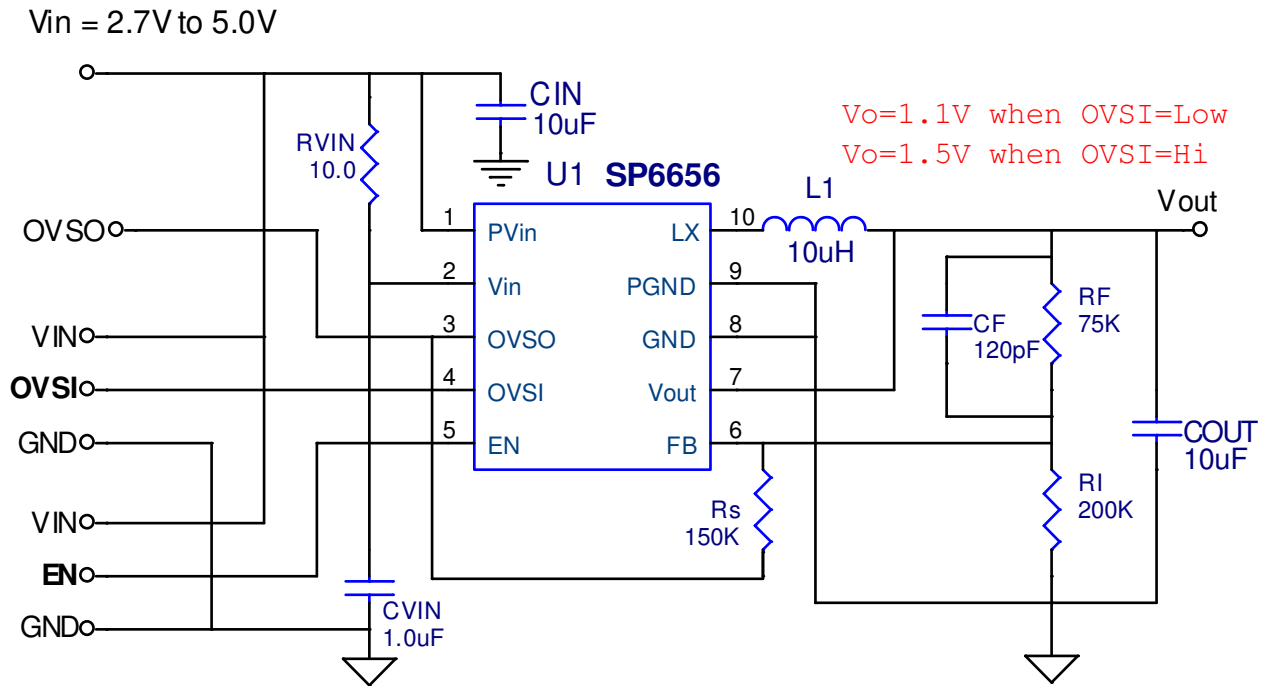 Vin = 2.7V to 5.0V
CIN
10uF
RVIN
10.0
Vo=1.1V when OVSI=Low
Vo=1.5V when OVSI=Hi
U1 SP6656
L1
10uH
Vout
OVSO
VIN
OVSI
GND
VIN
EN
GND
1
PVin
2
Vin
3
OVSO
4
OVSI
5
EN
10
LX
9
PGND
8
GND
7
Vout
6
FB
CF
120pF
RF
75K
COUT
10uF
RI
200K
Rs
150K
CVIN
1.0uF